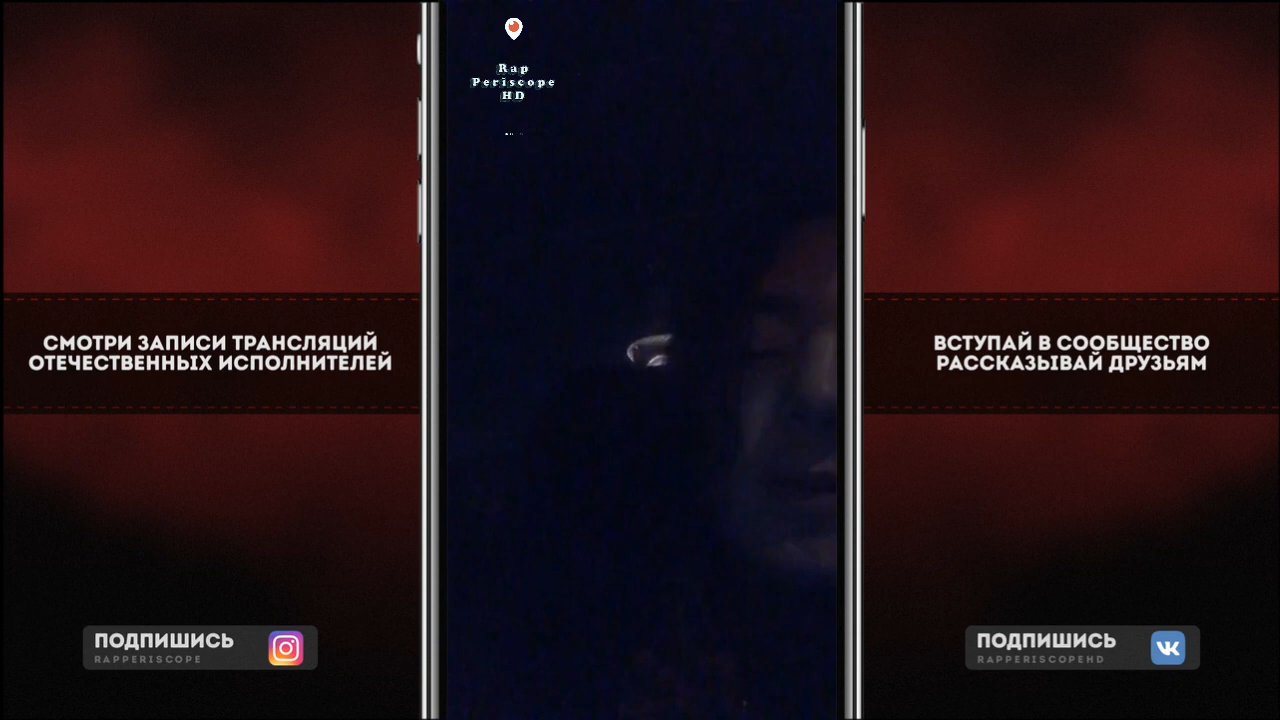 Rap
Periscope
HD
СМОТРИ ЗАПИСИ ТРАНСЛЯЦИЙ
ОТЕЧЕСТВЕННЫХ ИСПОЛНИТЕЛЕЙ
ВСТУПАЙ В СООБЩЕСТВО
РАССКАЗЫВАЙ ДРУЗЬЯМ
ПОДПИШИСЬ
RAPPERISCOPE
ПОДПИШИСЬ
RAPPERISCOPEHD